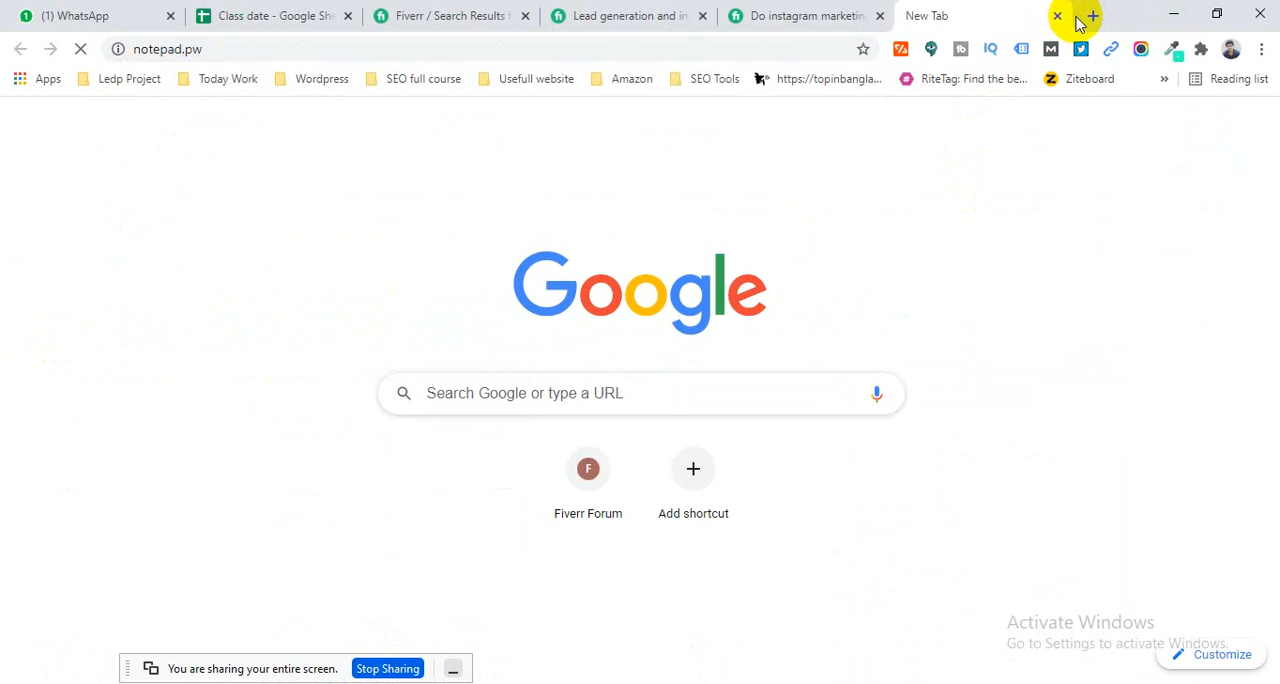 (1) WhatsApp
Class date - Google She
Fiverr / Search Results f
Lead generation and in
Do instagram marketin
New Tab
notepad.pw
Apps
Ledp Project
Today Work
Wordpress
SEO full course
Usefull website
Amazon
SEO Tools
https://topinbangla...
RiteTag: Find the be...
Ziteboard
»
Reading list
Google
Search Google or type a URL
F
Fiverr Forum
Add shortcut
Activate Windows
Go to Settings to activate Windows.
Customize
You are sharing your entire screen.
Stop Sharing